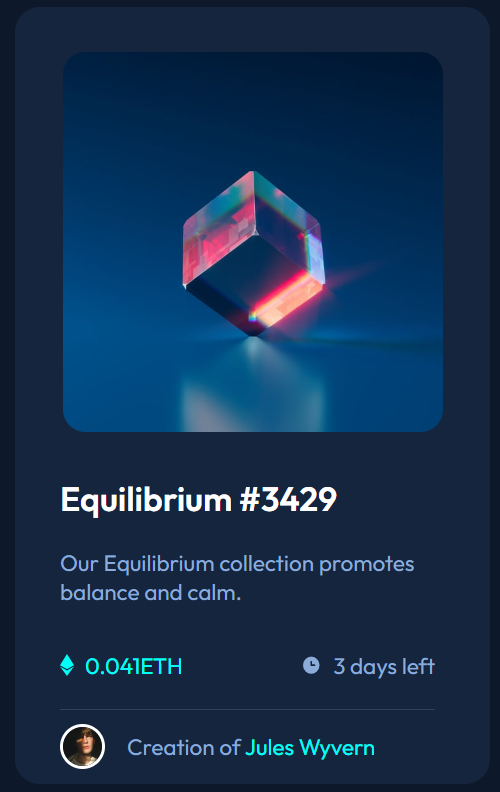 Equilibrium #3429
Our Equilibrium collection promotes
balance and calm.
0.041ETH
3 days left
Creation of Jules Wyvern